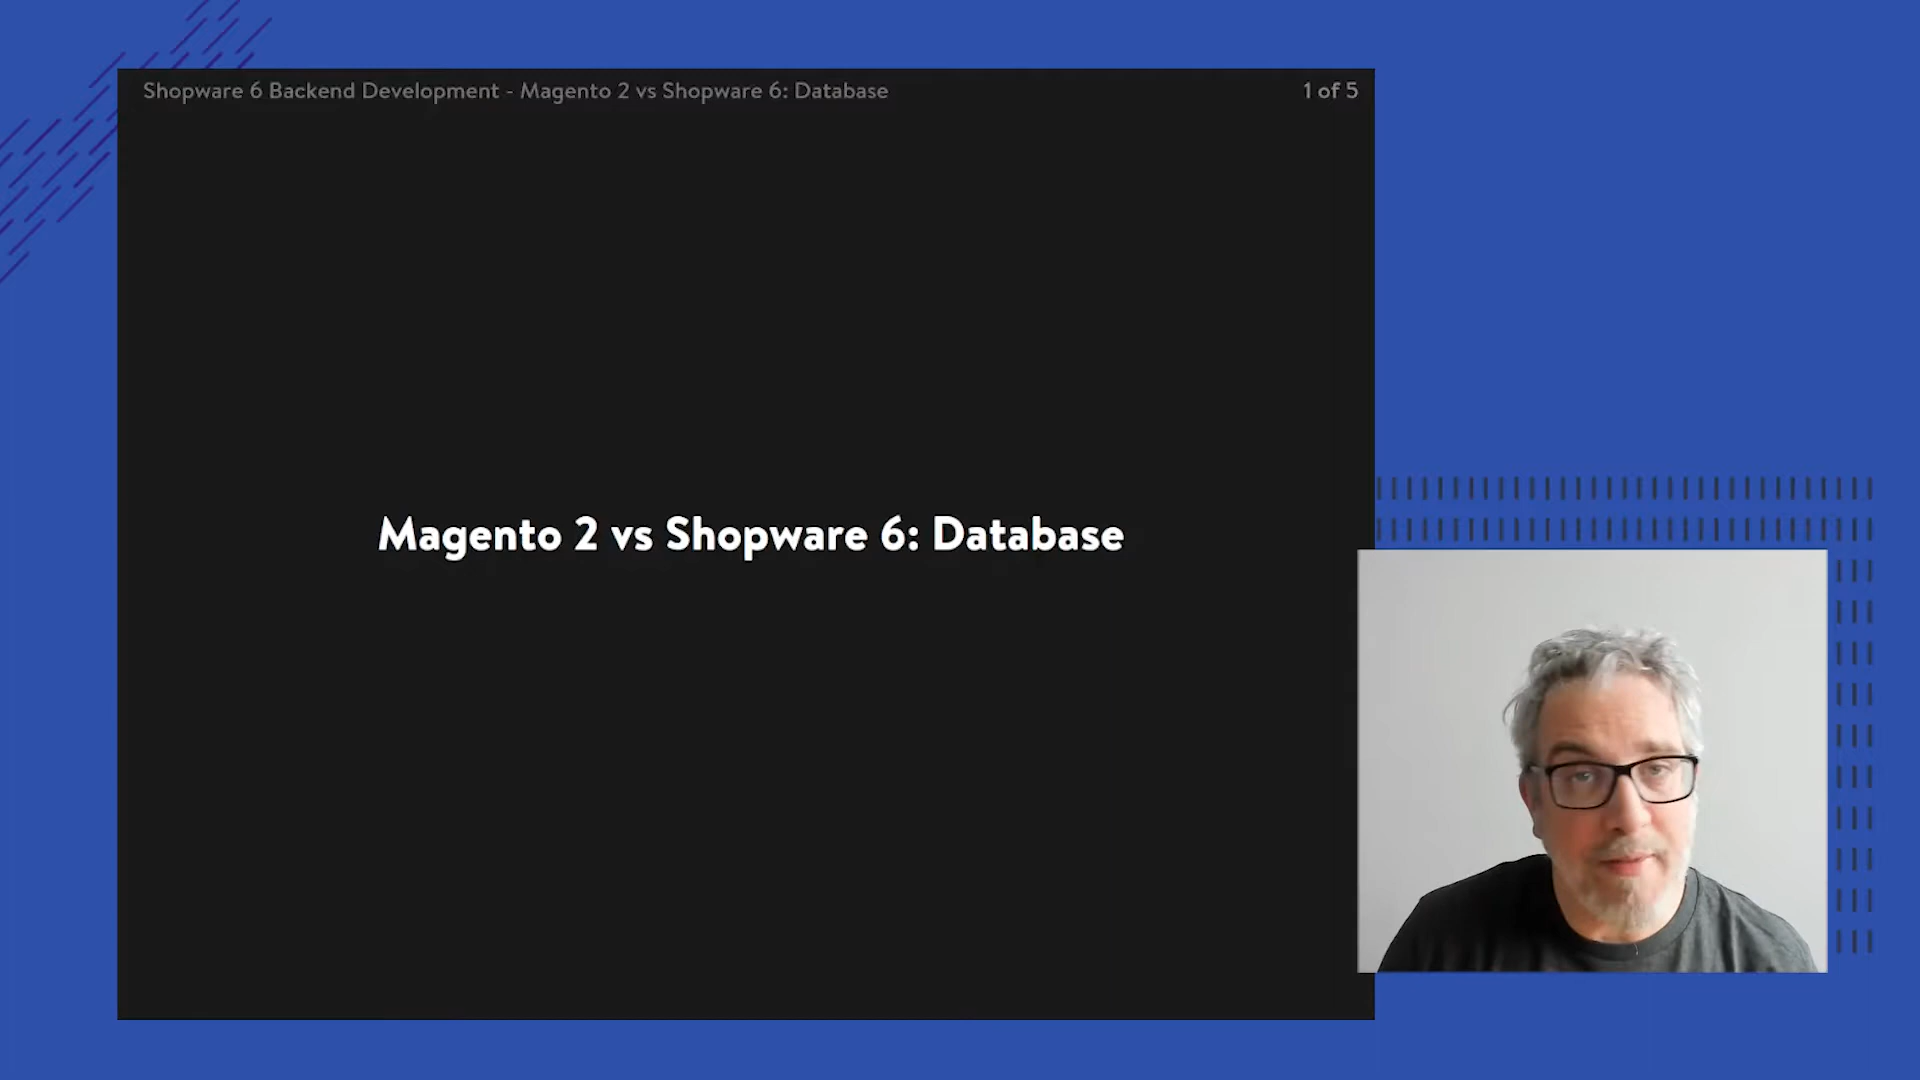 Shopware 6 Backend Development - Magento 2 vs Shopware 6: Database
1 of 5
Magento 2 vs Shopware 6: Database